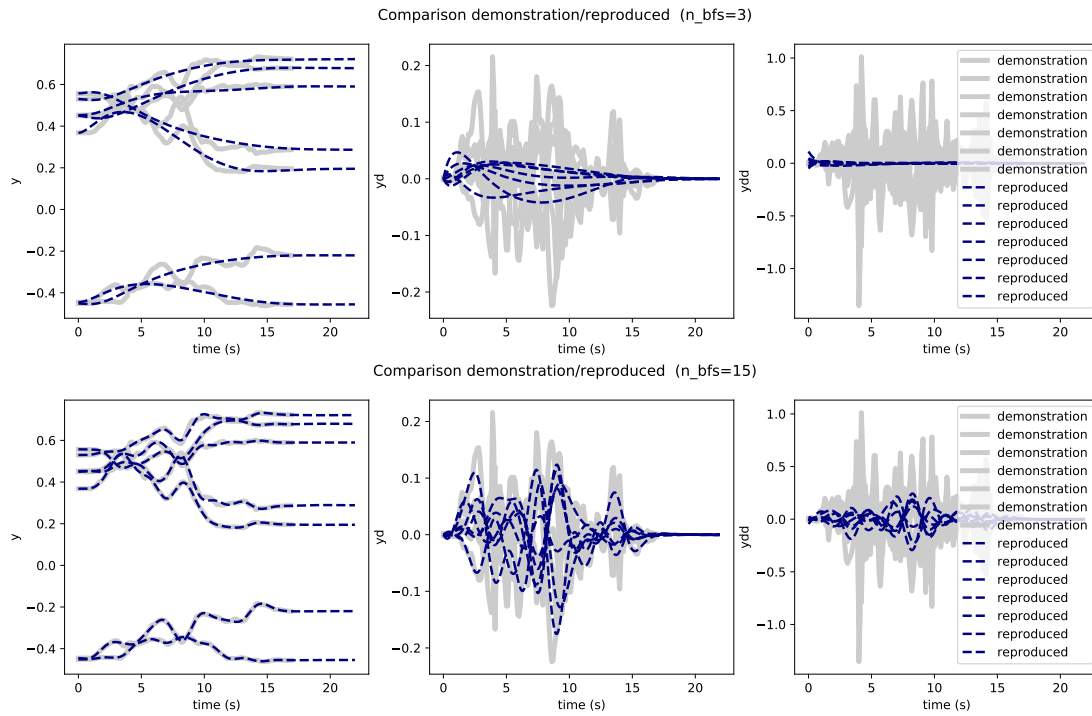 Comparison demonstration/reproduced  (n_bfs=3)
y
0.6
0.4
0.2
0.0
−0.2
−0.4
0
5
10
15
20
time (s)
yd
0.2
0.1
0.0
−0.1
−0.2
0
5
10
15
20
time (s)
ydd
1.0
0.5
0.0
−0.5
−1.0
0
5
10
15
20
time (s)
demonstration
demonstration
demonstration
demonstration
demonstration
demonstration
demonstration
reproduced
reproduced
reproduced
reproduced
reproduced
reproduced
reproduced
Comparison demonstration/reproduced  (n_bfs=15)
y
0.6
0.4
0.2
0.0
−0.2
−0.4
0
5
10
15
20
time (s)
yd
0.2
0.1
0.0
−0.1
−0.2
0
5
10
15
20
time (s)
ydd
1.0
0.5
0.0
−0.5
−1.0
0
5
10
15
20
time (s)
demonstration
demonstration
demonstration
demonstration
demonstration
demonstration
demonstration
reproduced
reproduced
reproduced
reproduced
reproduced
reproduced
reproduced